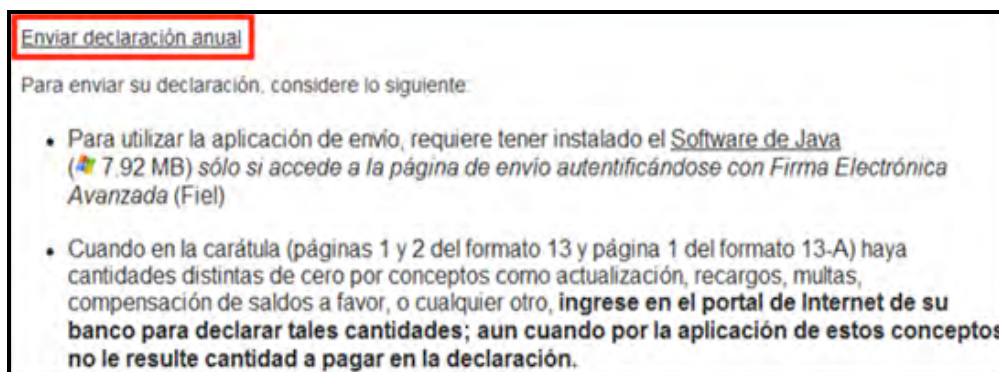 Enviar declaración anual
Para enviar su declaración, considere lo siguiente:
• Para utilizar la aplicación de envío, requiere tener instalado el Software de Java
(7.92 MB) sólo si accede a la página de envío autentificándose con Firma Electrónica
Avanzada (Fiel)
• Cuando en la carátula (páginas 1 y 2 del formato 13 y página 1 del formato 13-A) haya
cantidades distintas de cero por conceptos como actualización, recargos, multas,
compensación de saldos a favor, o cualquier otro, ingrese en el portal de Internet de su
banco para declarar tales cantidades; aun cuando por la aplicación de estos conceptos
no le resulte cantidad a pagar en la declaración.